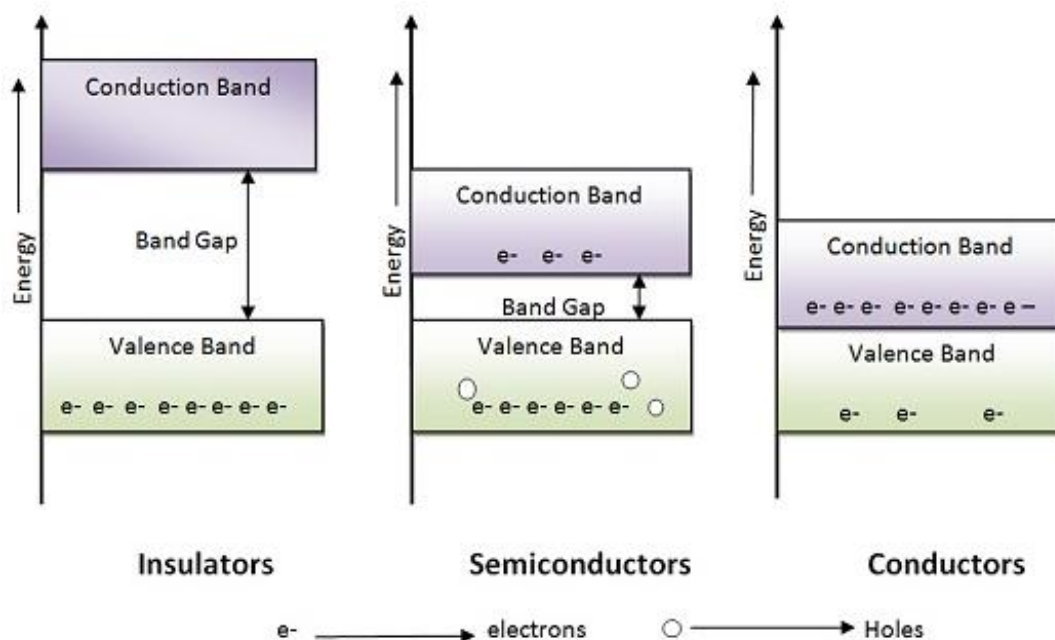 Conduction Band
Band Gap
Energy
Valence Band
e- e- e- e- e- e- e- e-
Insulators
Conduction Band
e- e- e-
Energy
Band Gap
Valence Band
e- e- e- e- e- e-
Semiconductors
Energy
Conduction Band
e- e- e- e- e- e- e- e –
Valence Band
e- e- e-
Conductors
e- electrons
Holes